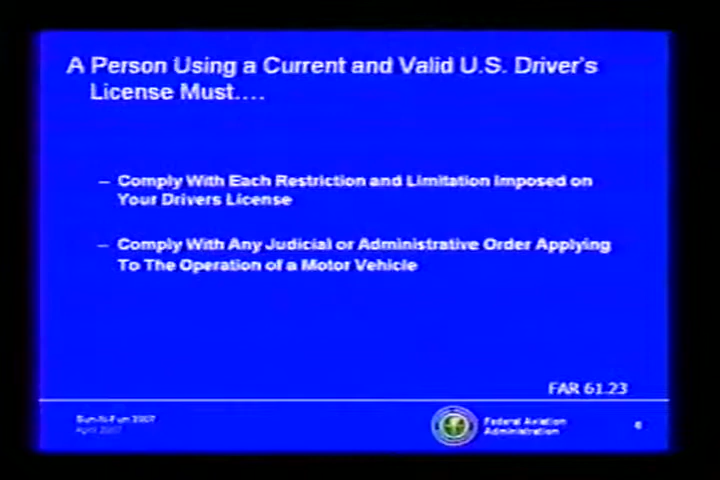 A Person Using a Current and Valid U.S. Driver's
License Must….
– Comply With Each Restriction and Limitation Imposed on
Your Drivers License
– Comply With Any Judicial or Administrative Order Applying
To The Operation of a Motor Vehicle
FAR 61.23
Sun-N-Fun 2007
April 2007
Federal Aviation
Administration